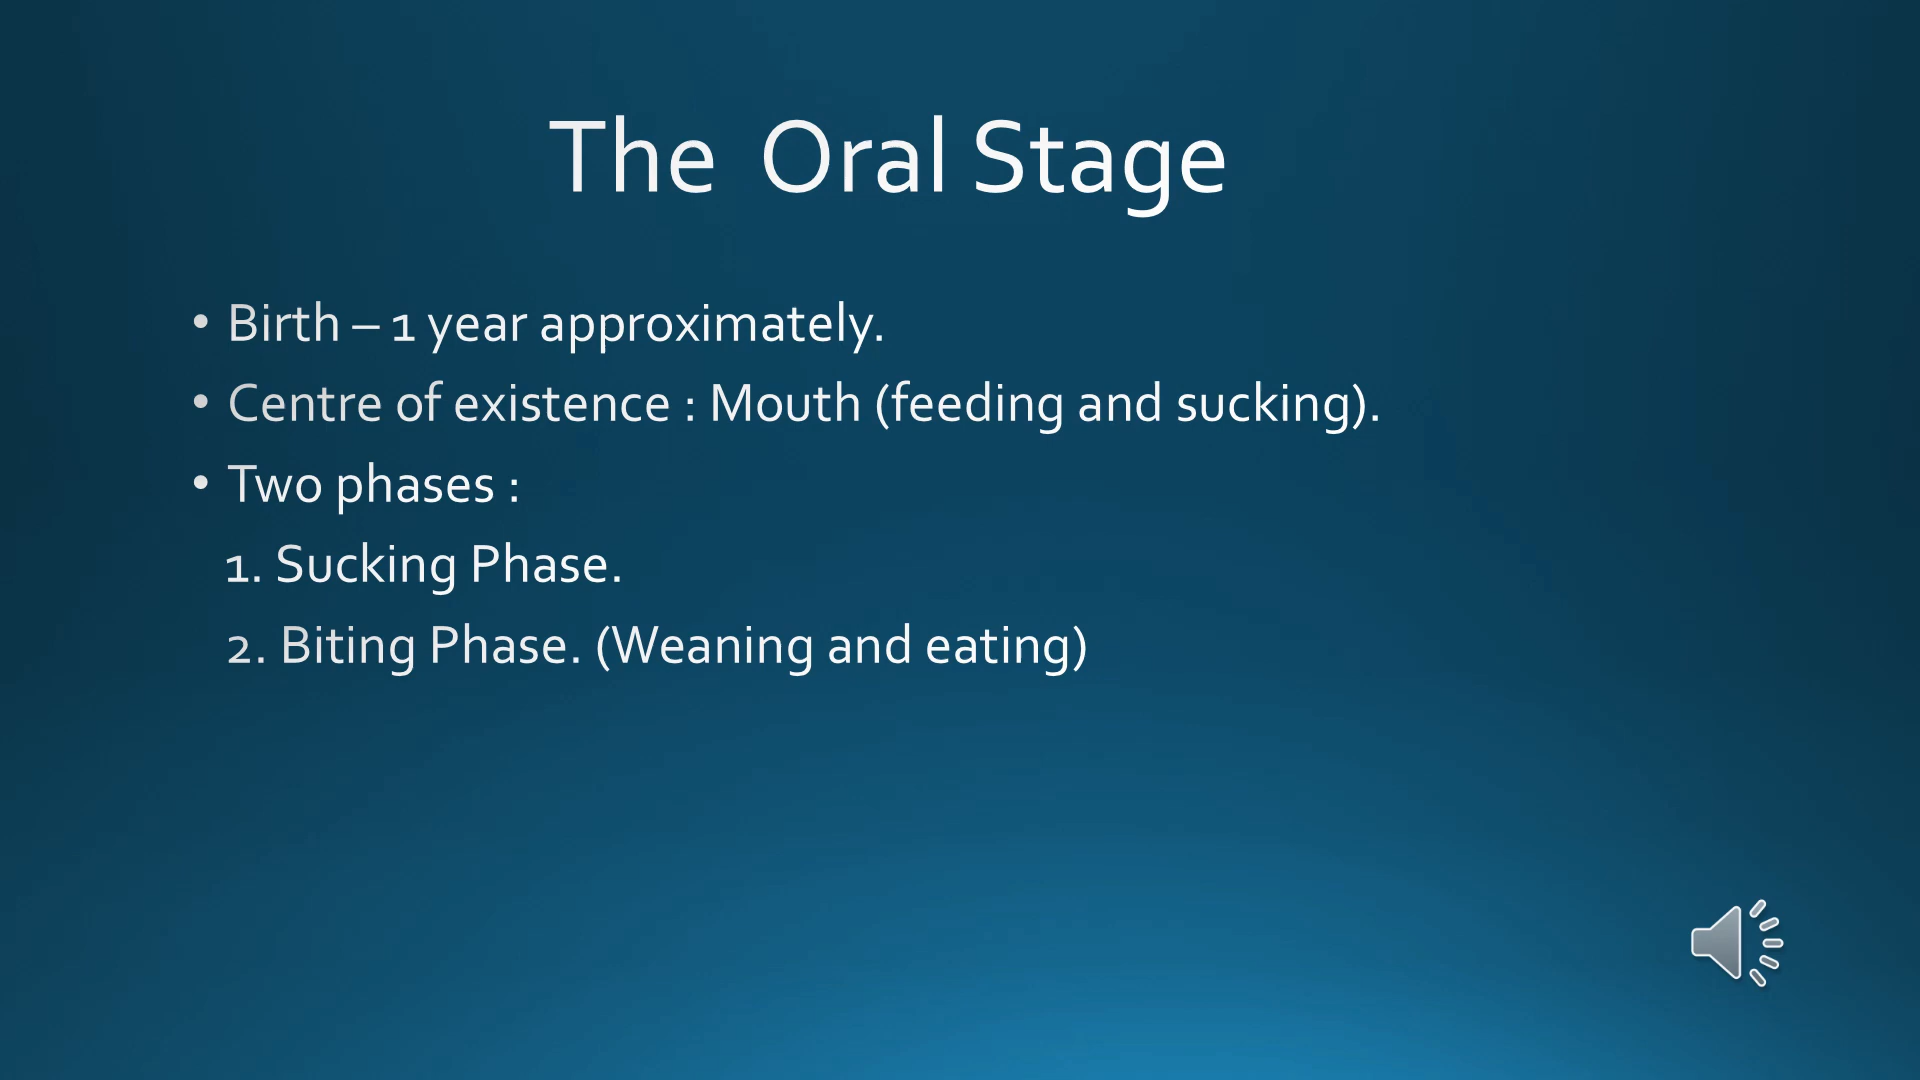 The  Oral Stage
• Birth – 1 year approximately.
• Centre of existence : Mouth (feeding and sucking).
• Two phases :
1. Sucking Phase.
2. Biting Phase. (Weaning and eating)